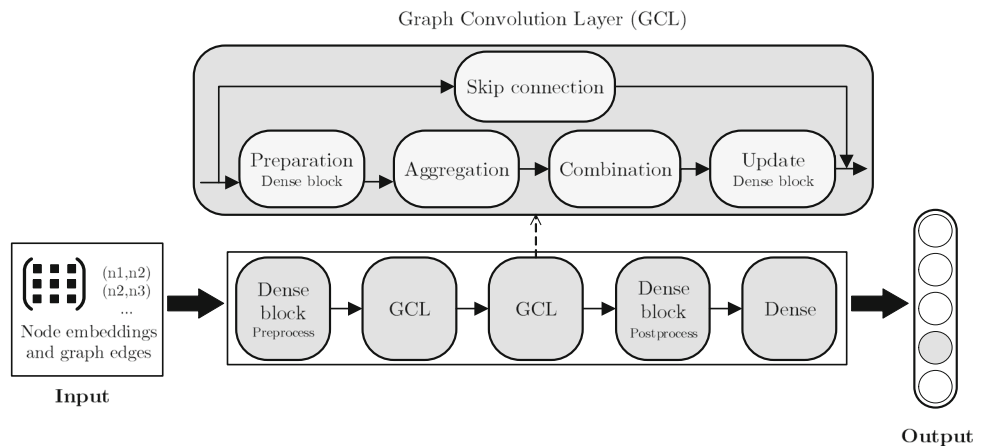 Graph Convolution Layer (GCL)
Skip connection
Preparation
Dense block
Aggregation
Combination
Update
Dense block
(n1,n2)
(n2,n3)
...
Node embeddings
and graph edges
Input
Dense
block
Preprocess
GCL
GCL
Dense
block
Postprocess
Dense
Output